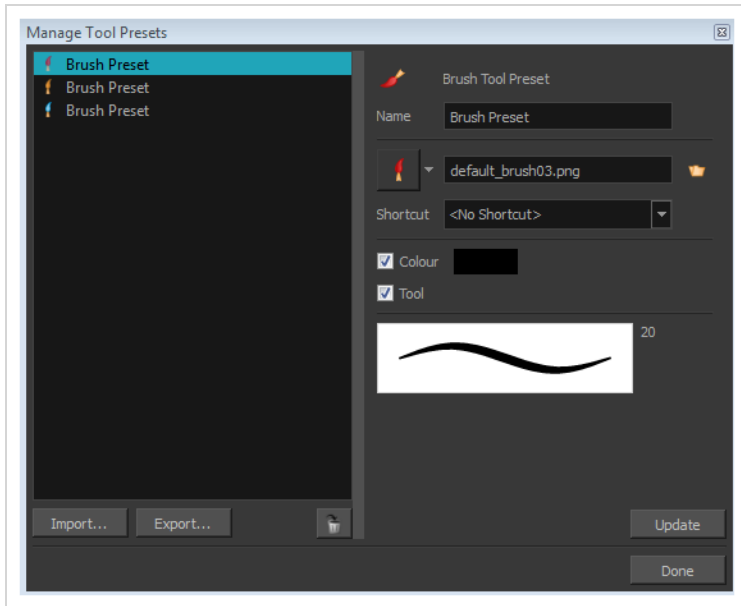 Manage Tool Presets
Brush Preset
Brush Preset
Brush Preset
Import...
Export...
Brush Tool Preset
Name
Brush Preset
default_brush03.png
Shortcut
<No Shortcut>
Colour
Tool
20
Update
Done